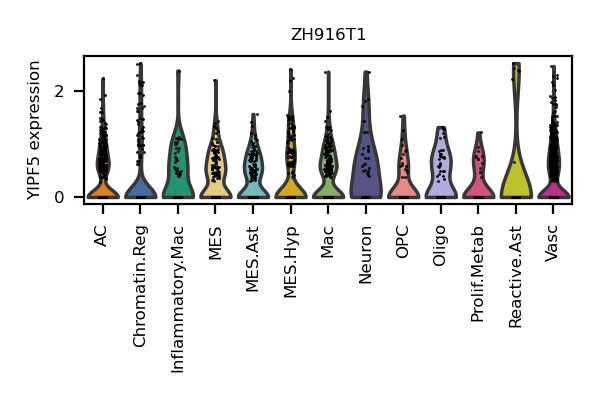 ZH916T1
YIPF5 expression
2
0
AC
Chromatin.Reg
Inflammatory.Mac
MES
MES.Ast
MES.Hyp
Mac
Neuron
OPC
Oligo
Prolif.Metab
Reactive.Ast
Vasc